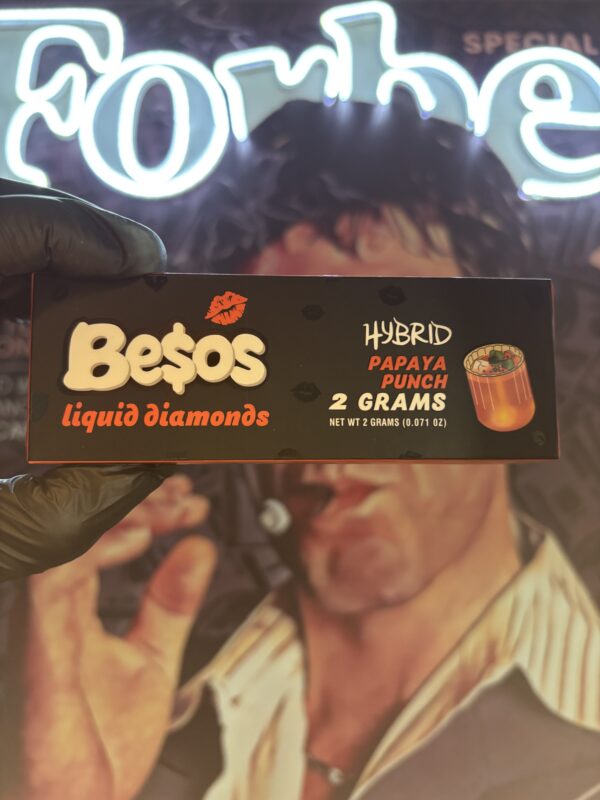 Forbe
SPECIAL
Be$os
liquid diamonds
HYBRID
PAPAYA
PUNCH
2 GRAMS
NET WT 2 GRAMS (0.071 OZ)